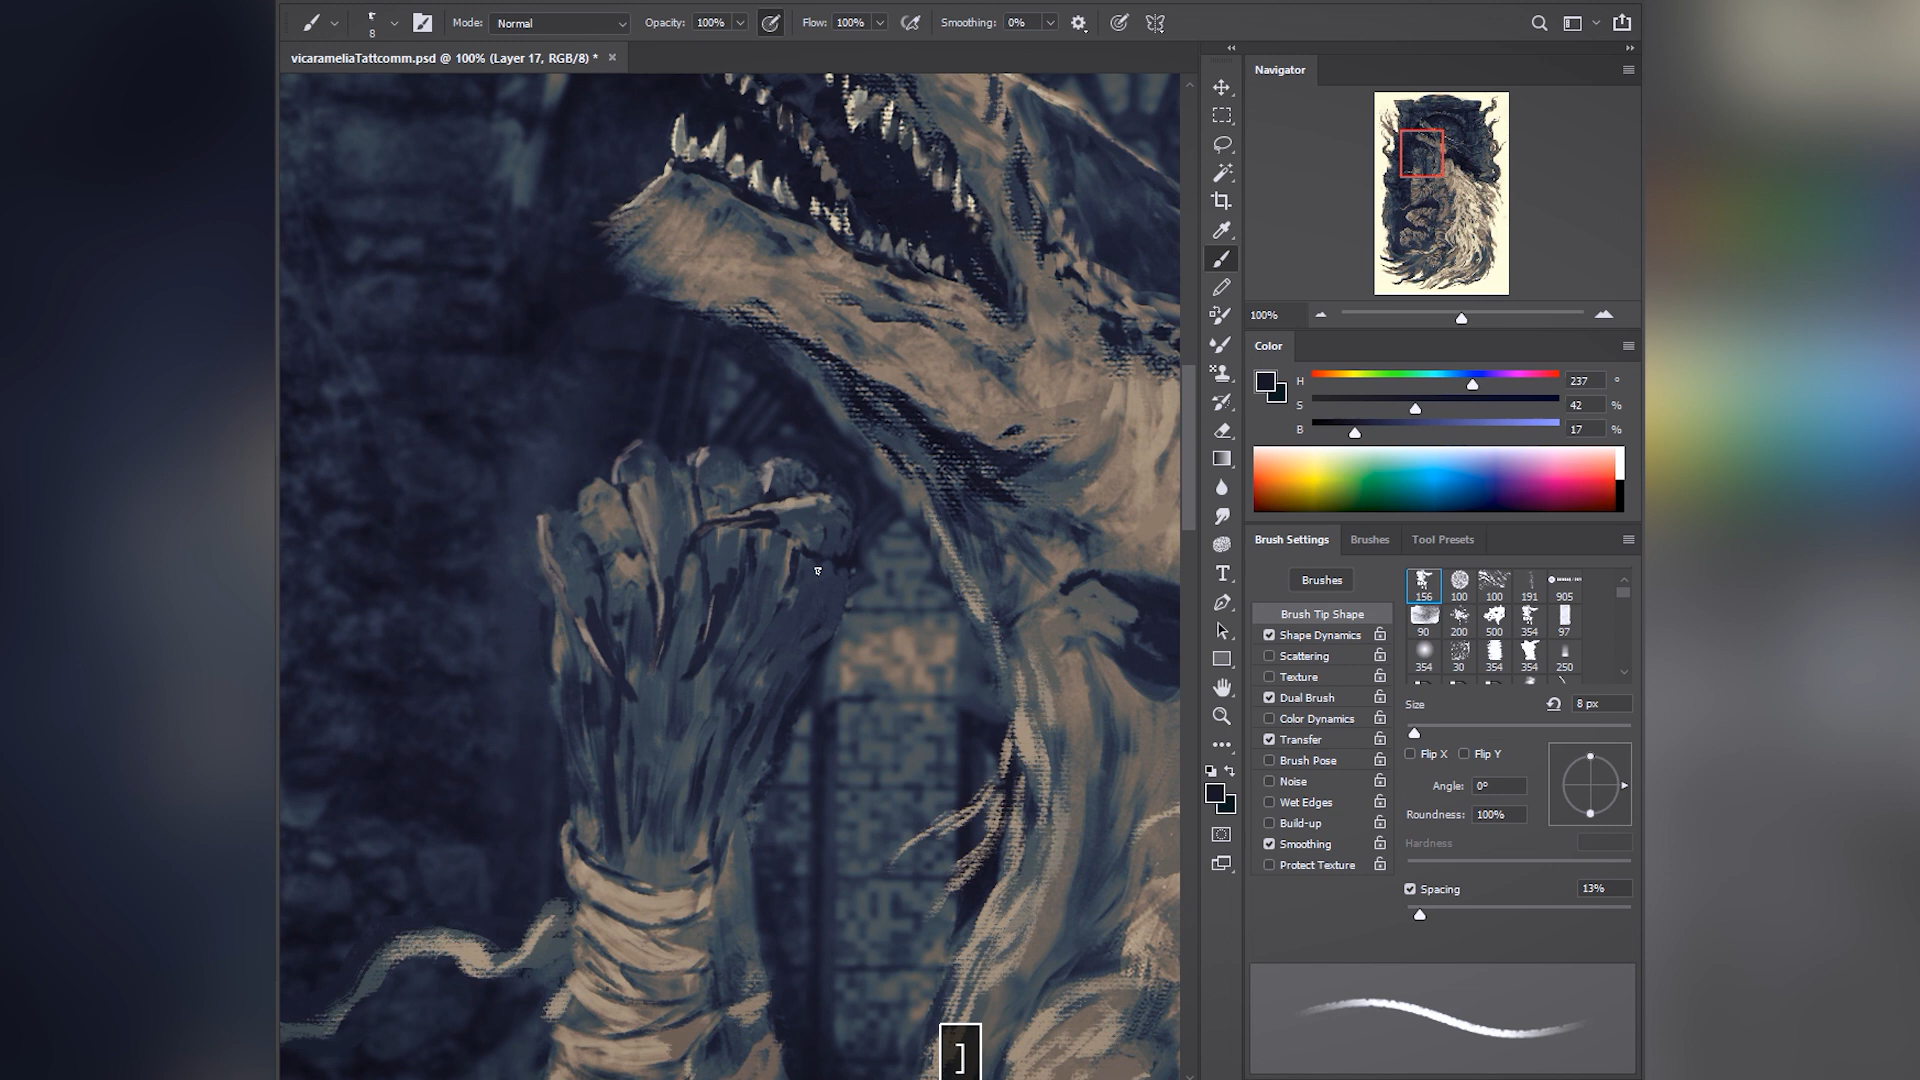 8
Mode: Normal
Opacity: 100%
Flow: 100%
Smoothing: 0%
vicarameliaTattcomm.psd @ 100% (Layer 17, RGB/8) *
Navigator
100%
Color
H 237 °
S 42 %
B 17 %
Brush Settings Brushes Tool Presets
Brushes
156 100 100 191 905
90 200 500 354 97
354 30 354 354 250
Brush Tip Shape
Shape Dynamics
Scattering
Texture
Dual Brush
Color Dynamics
Transfer
Brush Pose
Noise
Wet Edges
Build-up
Smoothing
Protect Texture
Size 8 px
Flip X Flip Y
Angle: 0°
Roundness: 100%
Hardness
Spacing 13%
]